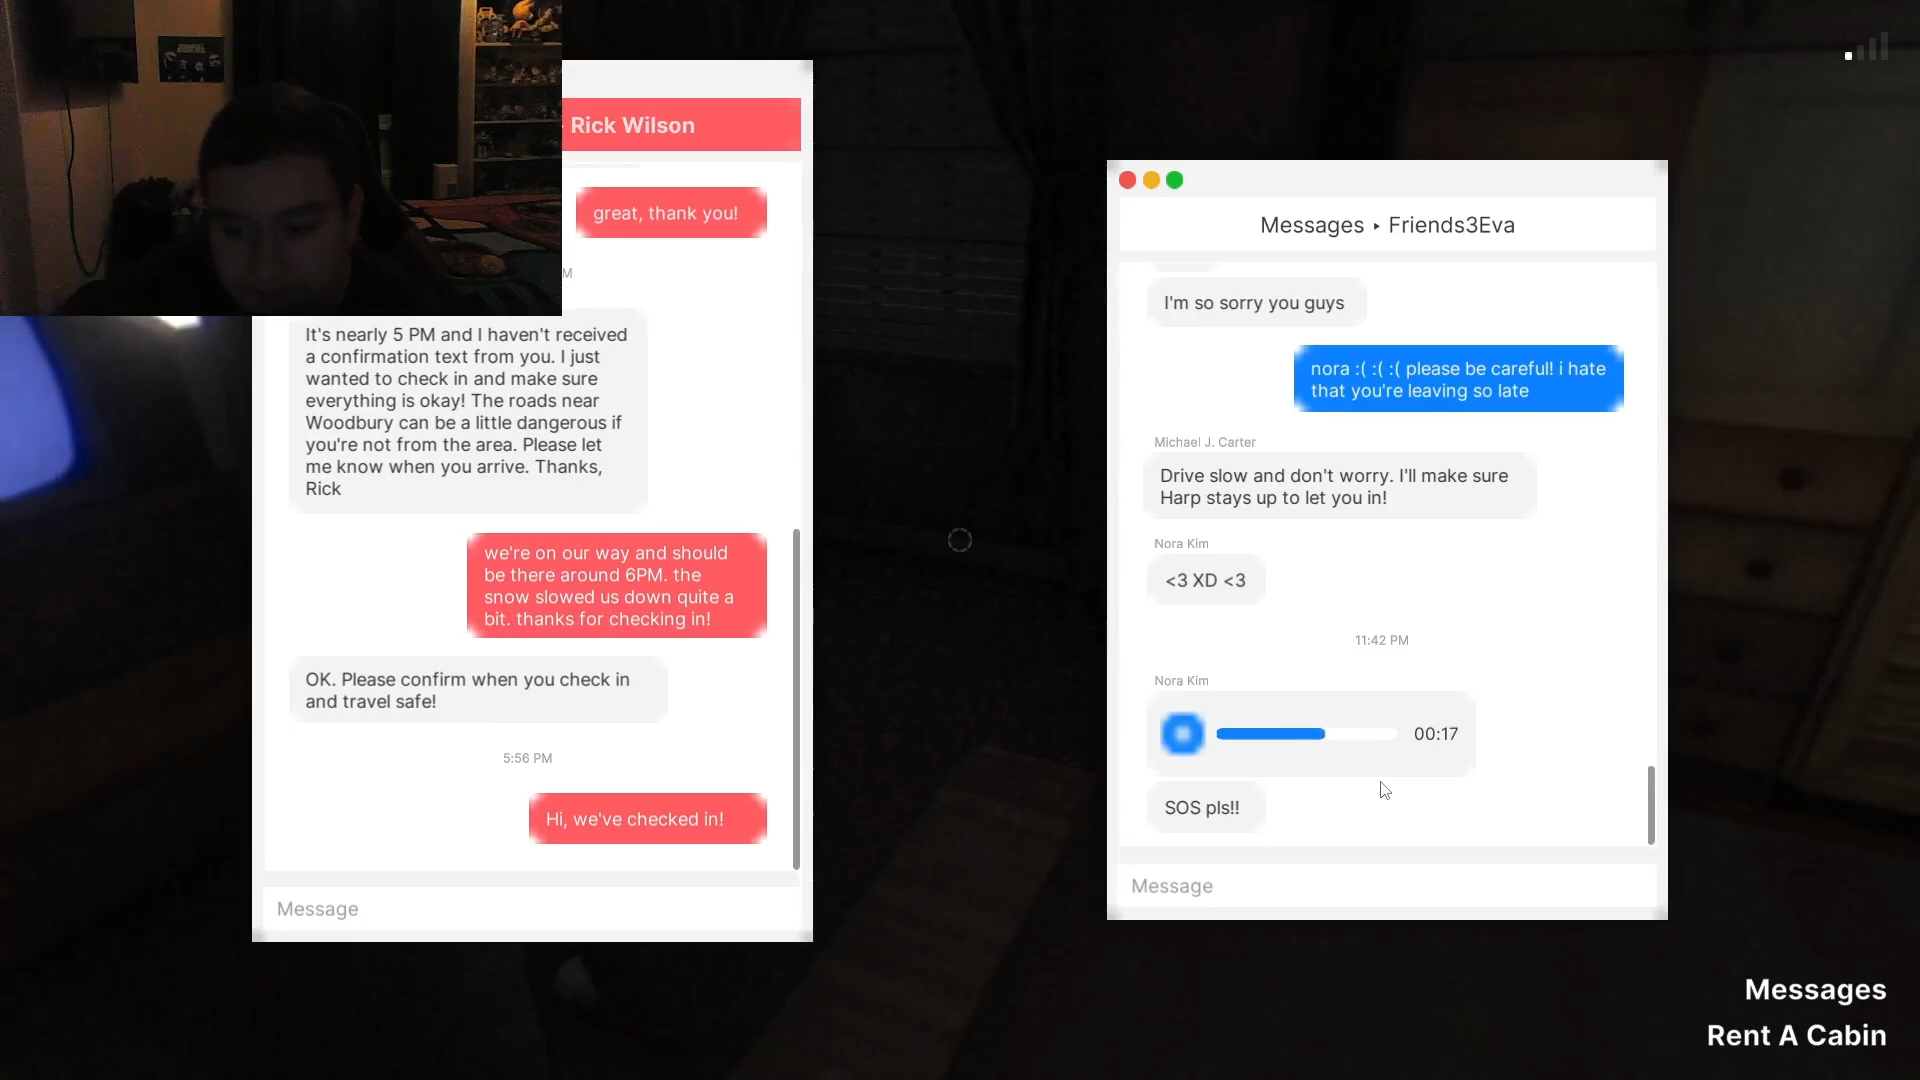 Rick Wilson
great, thank you!
M
It's nearly 5 PM and I haven't received
a confirmation text from you. I just
wanted to check in and make sure
everything is okay! The roads near
Woodbury can be a little dangerous if
you're not from the area. Please let
me know when you arrive. Thanks,
Rick
we're on our way and should
be there around 6PM. the
snow slowed us down quite a
bit. thanks for checking in!
OK. Please confirm when you check in
and travel safe!
5:56 PM
Hi, we've checked in!
Message
Messages ▸ Friends3Eva
I'm so sorry you guys
nora :( :( :( please be careful! i hate
that you're leaving so late
Michael J. Carter
Drive slow and don't worry. I'll make sure
Harp stays up to let you in!
Nora Kim
<3 XD <3
11:42 PM
Nora Kim
00:17
SOS pls!!
Message
Messages
Rent A Cabin